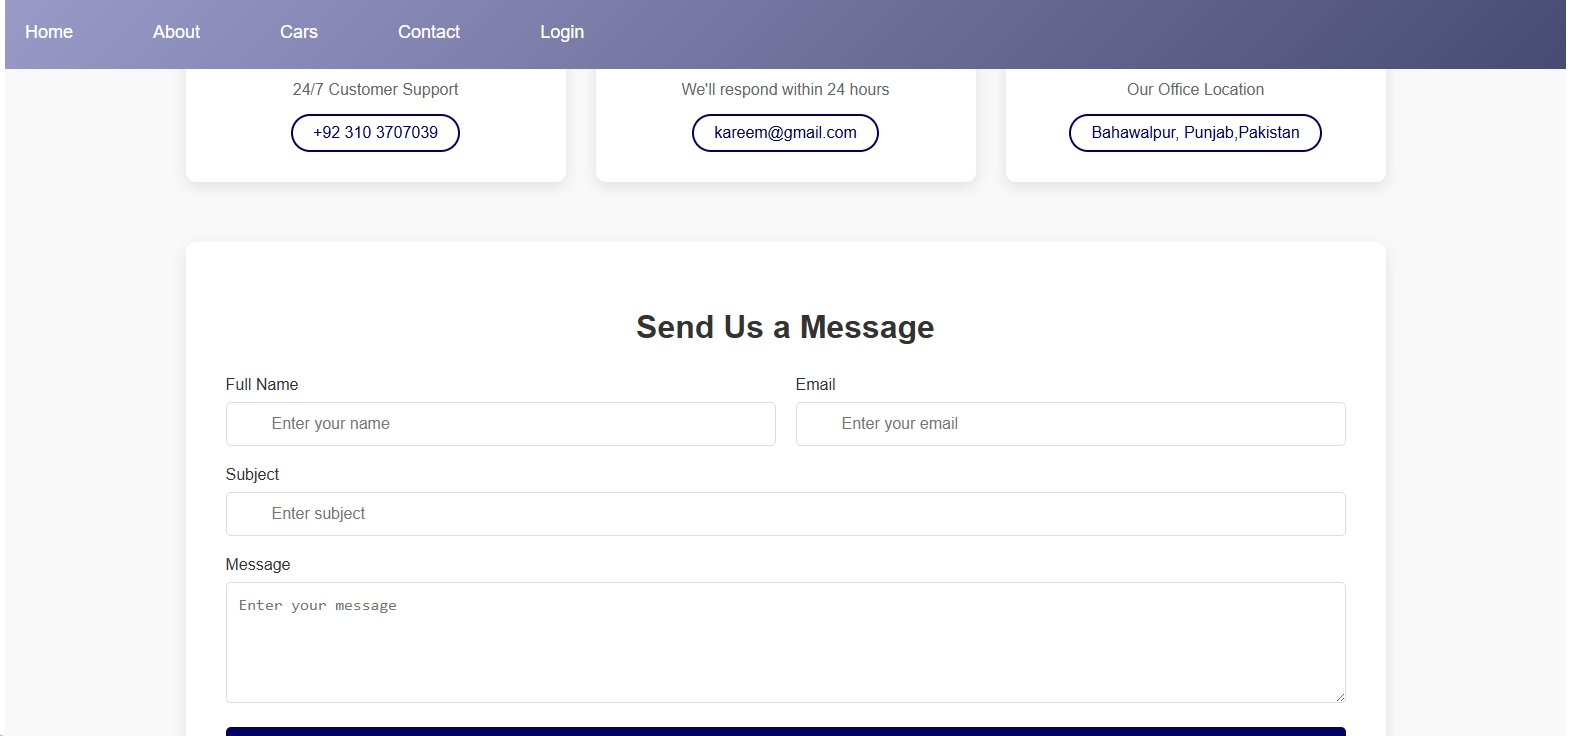 Home About Cars Contact Login
24/7 Customer Support
+92 310 3707039
We'll respond within 24 hours
kareem@gmail.com
Our Office Location
Bahawalpur, Punjab,Pakistan
Send Us a Message
Full Name
Enter your name
Email
Enter your email
Subject
Enter subject
Message
Enter your message